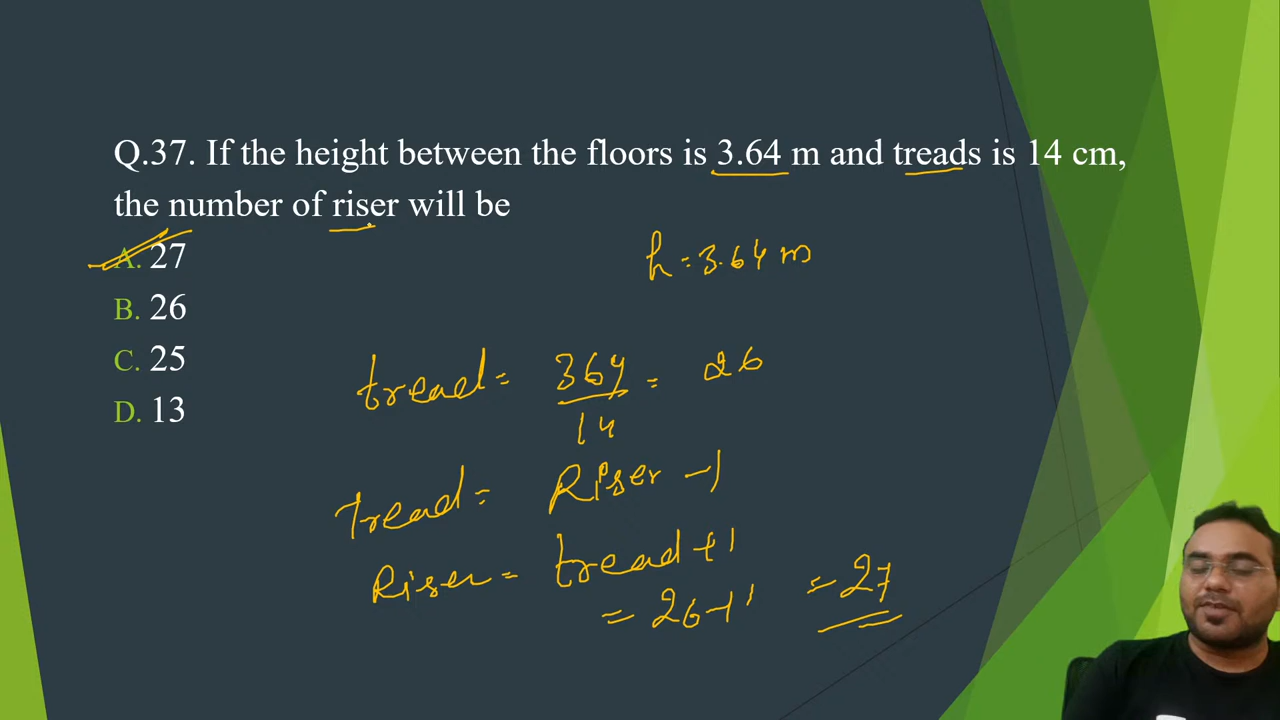 Q.37. If the height between the floors is 3.64 m and treads is 14 cm,
the number of riser will be
A. 27
h = 3.64 m
B. 26
C. 25
tread = 364/14 = 26
D. 13
Tread = Riser - 1
Riser = tread + 1
= 26 + 1 = 27